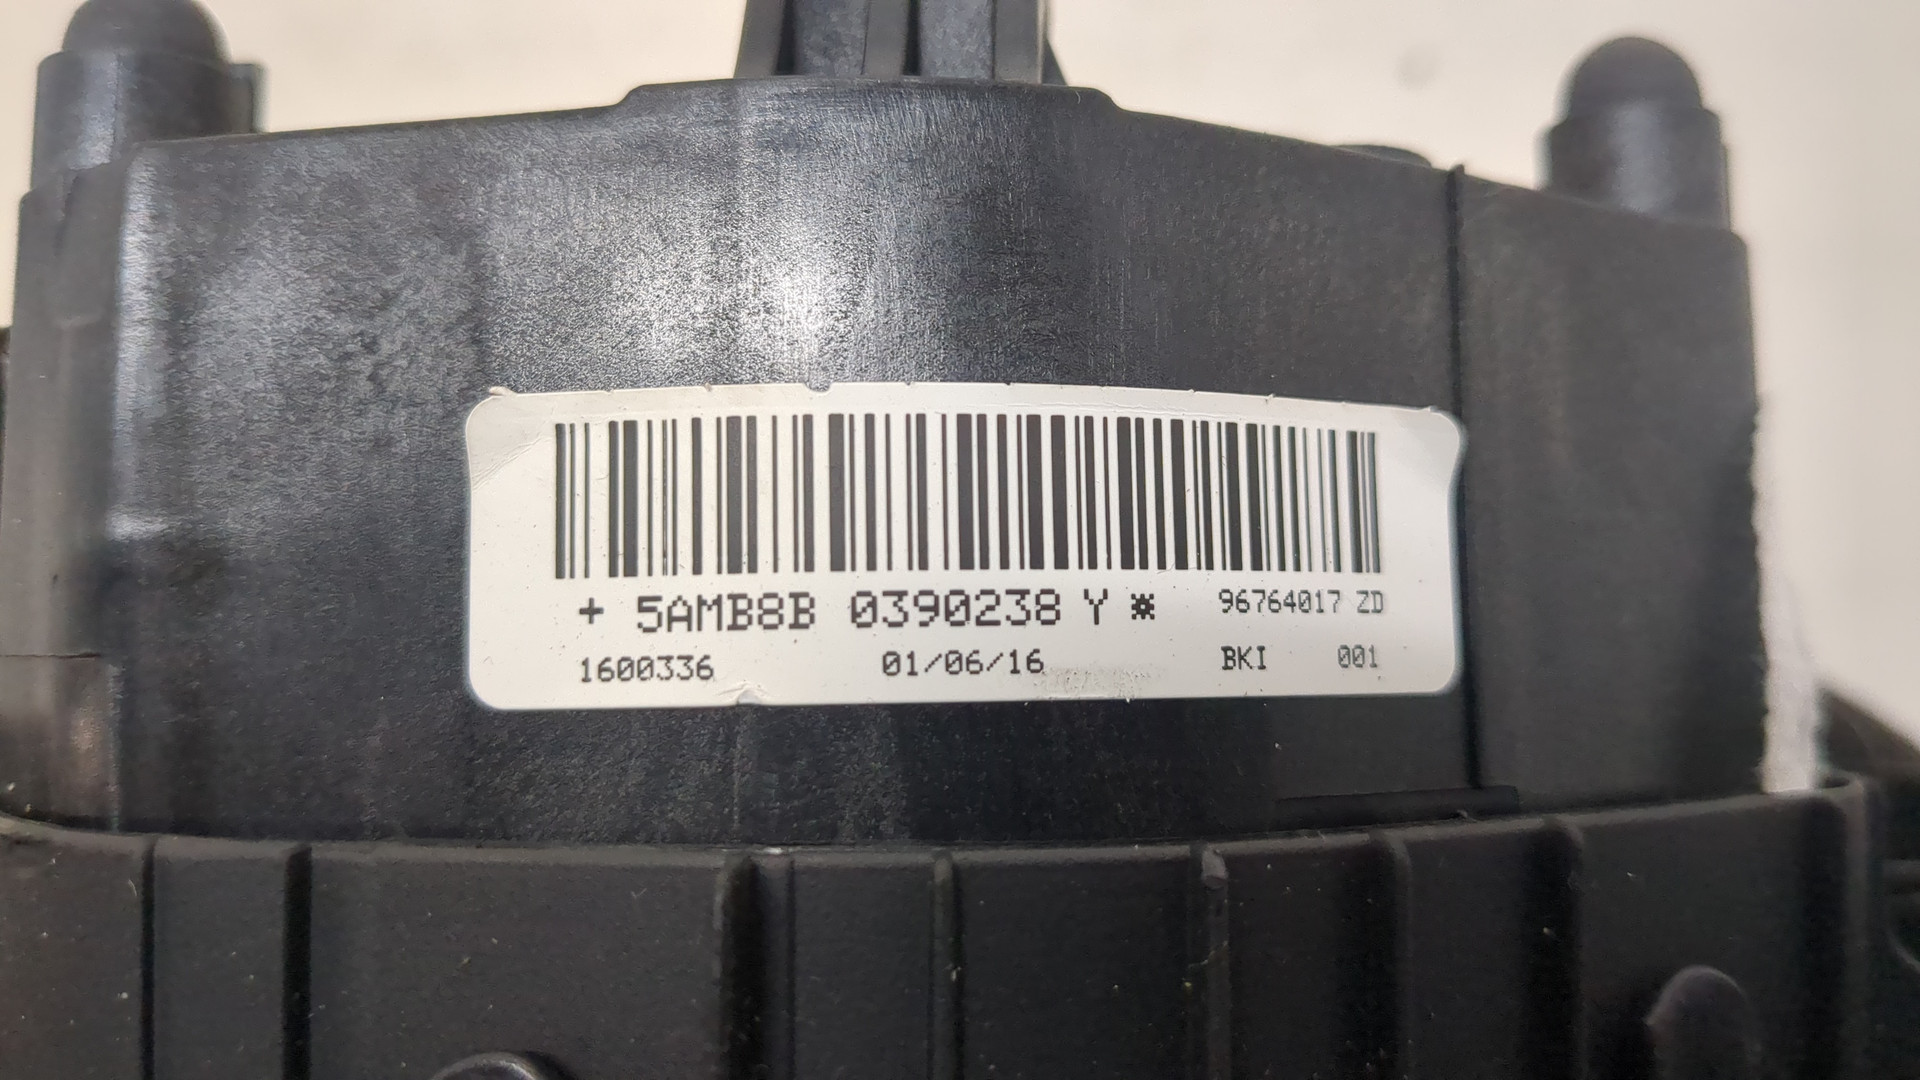 + 5AMB8B 0390238 Y * 96764017 ZD
1600336 01/06/16 BKI 001